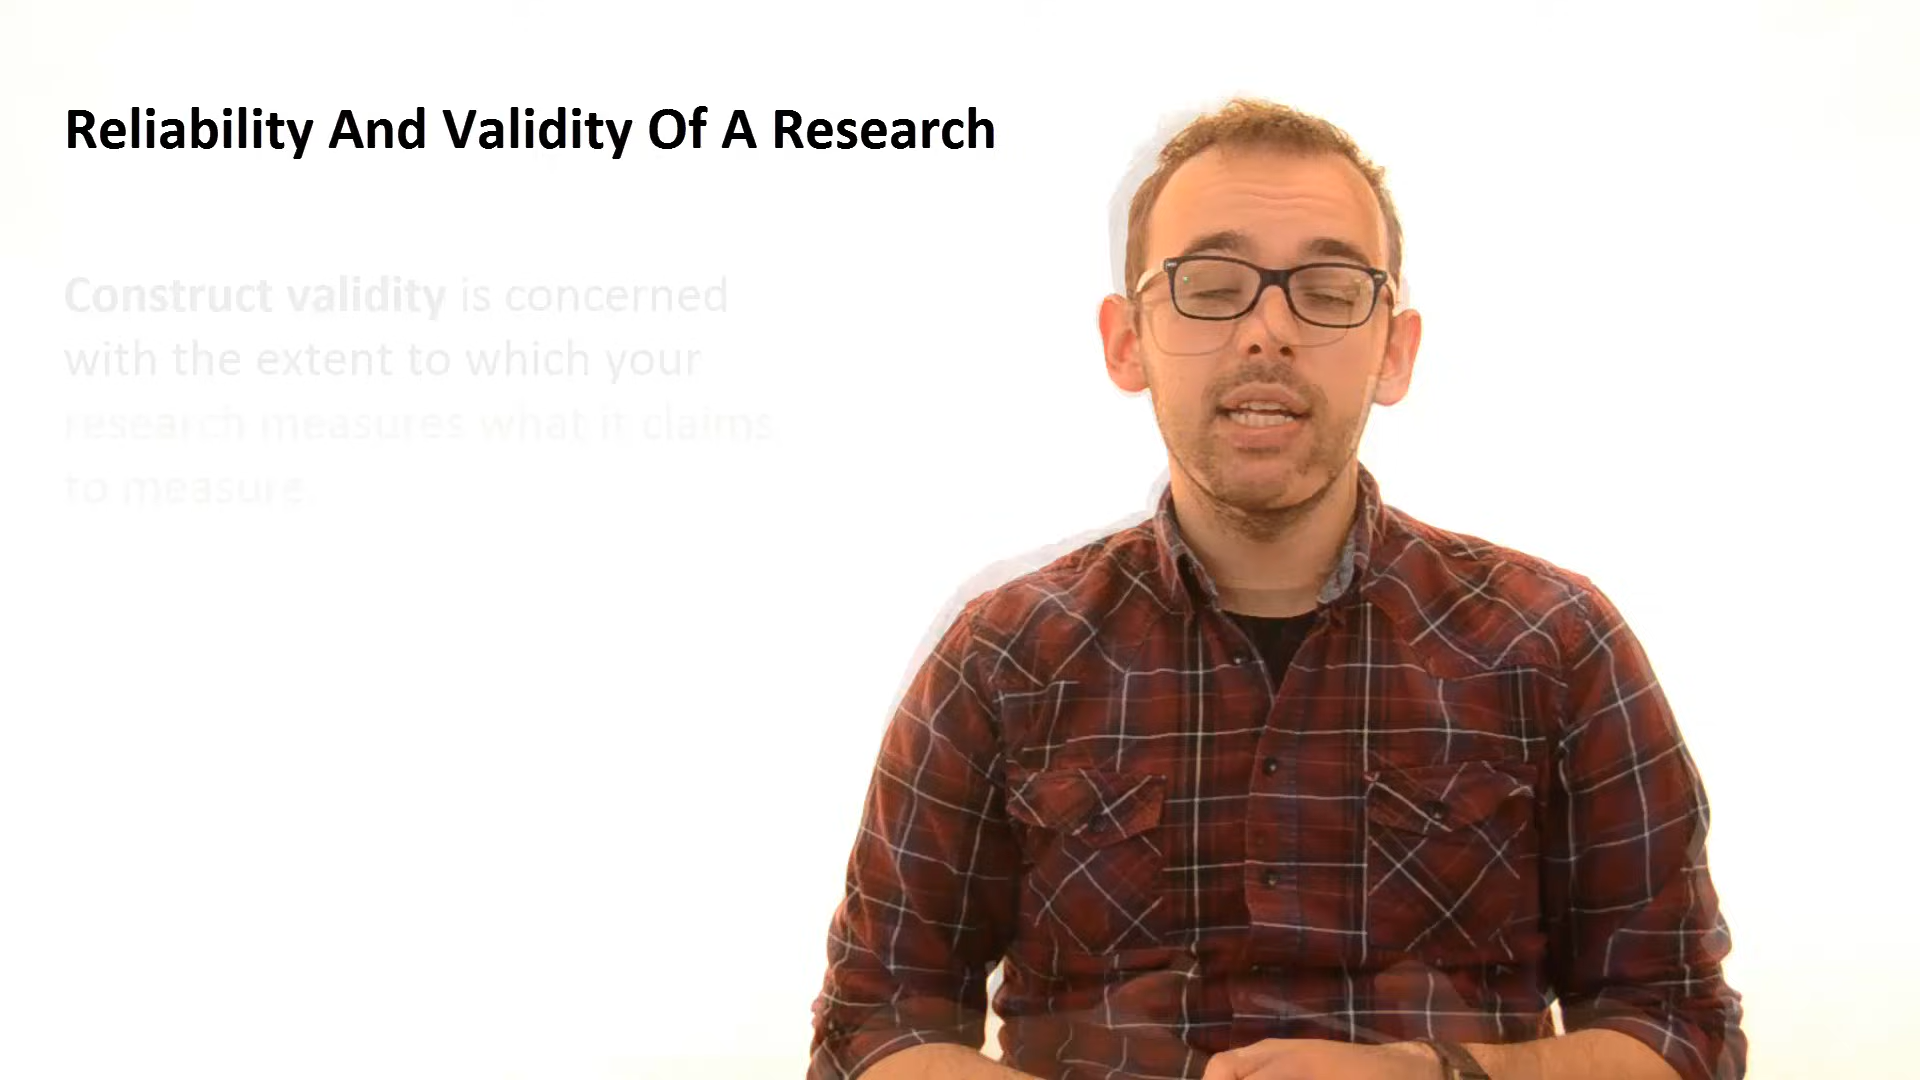 Reliability And Validity Of A Research
Construct validity is concerned
with the extent to which your
research measures what it claims
to measure.